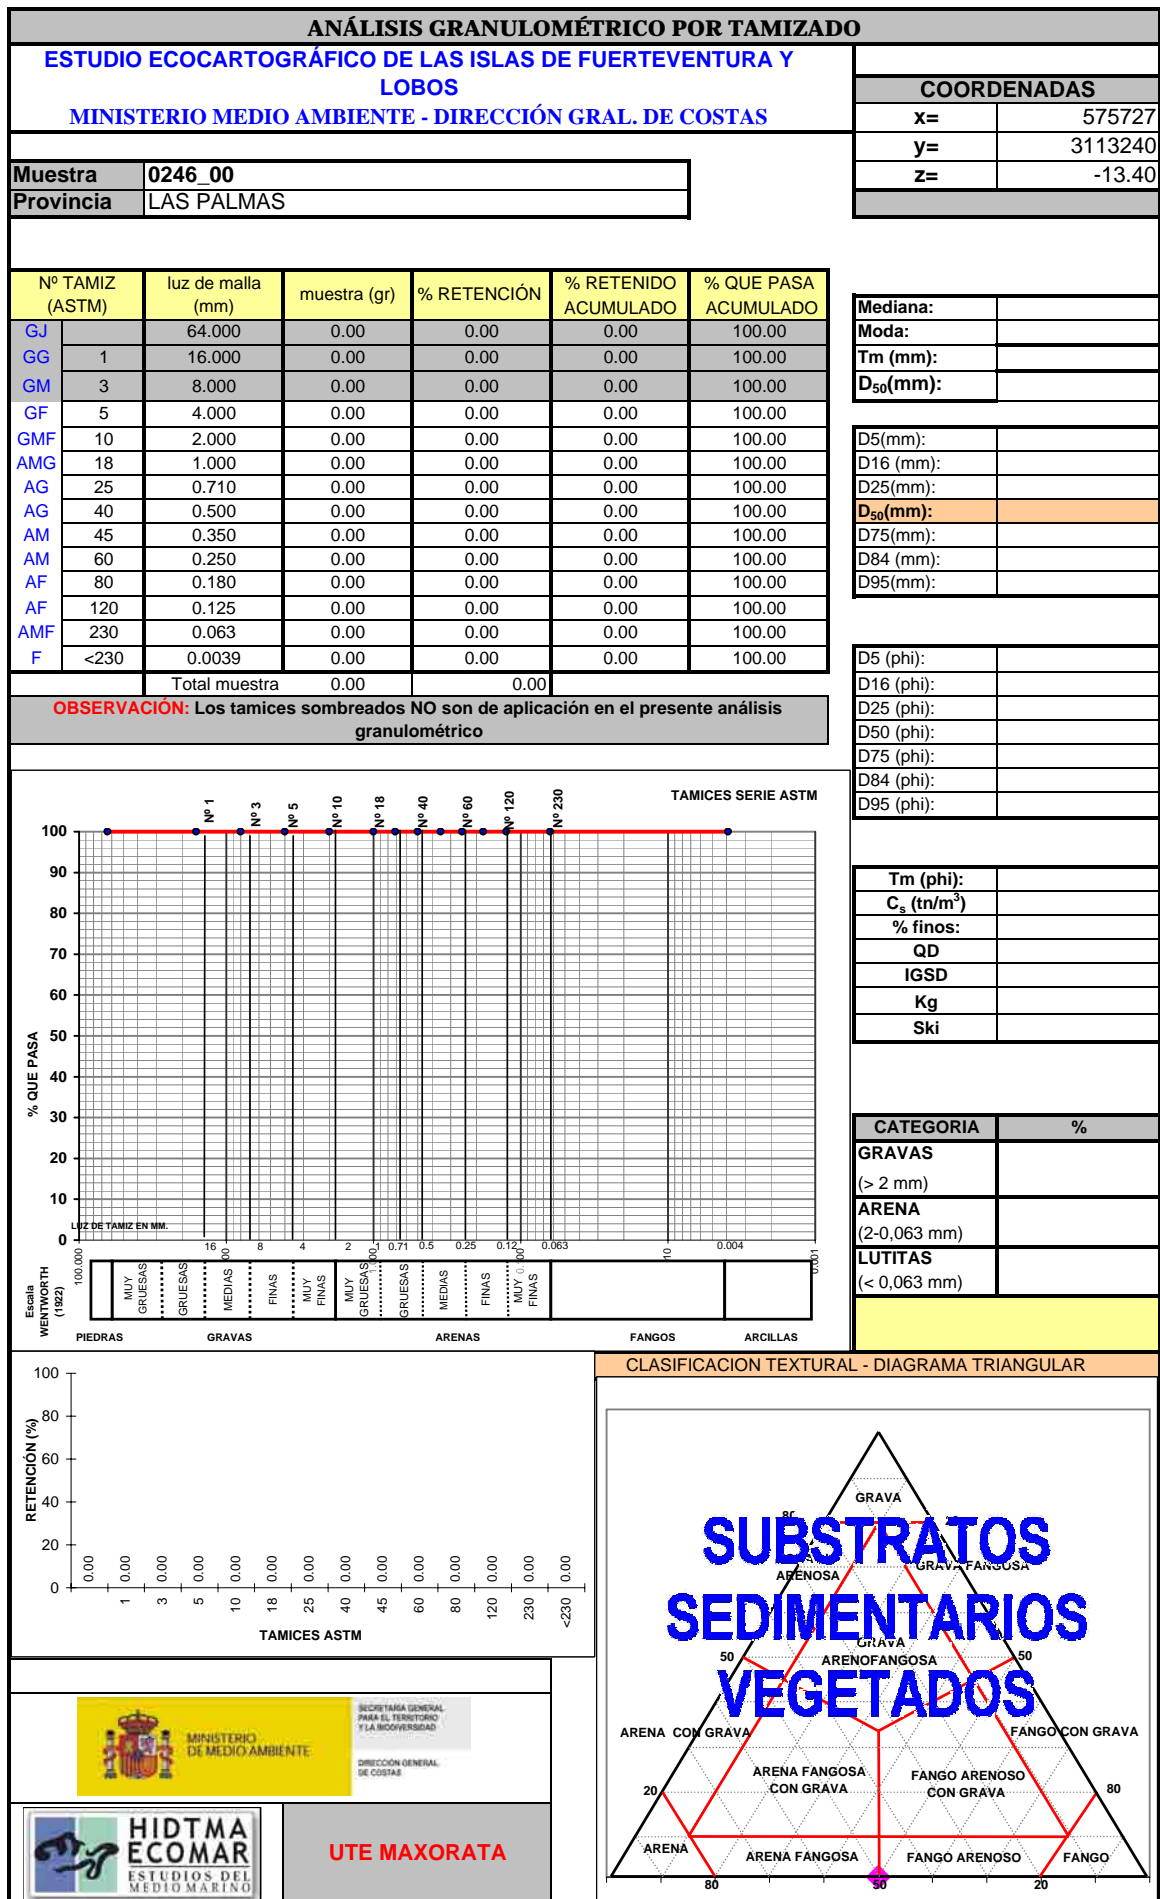 ANÁLISIS GRANULOMÉTRICO POR TAMIZADO
ESTUDIO ECOCARTOGRÁFICO DE LAS ISLAS DE FUERTEVENTURA Y
LOBOS
MINISTERIO MEDIO AMBIENTE - DIRECCIÓN GRAL. DE COSTAS
COORDENADAS
x= 575727
y= 3113240
z= -13.40
Muestra 0246_00
Provincia LAS PALMAS
Nº TAMIZ (ASTM) luz de malla (mm) muestra (gr) % RETENCIÓN % RETENIDO ACUMULADO % QUE PASA ACUMULADO
GJ 64.000 0.00 0.00 0.00 100.00
GG 1 16.000 0.00 0.00 0.00 100.00
GM 3 8.000 0.00 0.00 0.00 100.00
GF 5 4.000 0.00 0.00 0.00 100.00
GMF 10 2.000 0.00 0.00 0.00 100.00
AMG 18 1.000 0.00 0.00 0.00 100.00
AG 25 0.710 0.00 0.00 0.00 100.00
AG 40 0.500 0.00 0.00 0.00 100.00
AM 45 0.350 0.00 0.00 0.00 100.00
AM 60 0.250 0.00 0.00 0.00 100.00
AF 80 0.180 0.00 0.00 0.00 100.00
AF 120 0.125 0.00 0.00 0.00 100.00
AMF 230 0.063 0.00 0.00 0.00 100.00
F <230 0.0039 0.00 0.00 0.00 100.00
Total muestra 0.00 0.00
OBSERVACIÓN: Los tamices sombreados NO son de aplicación en el presente análisis
granulométrico
Mediana:
Moda:
Tm (mm):
D50(mm):
D5(mm):
D16 (mm):
D25(mm):
D50(mm):
D75(mm):
D84 (mm):
D95(mm):
D5 (phi):
D16 (phi):
D25 (phi):
D50 (phi):
D75 (phi):
D84 (phi):
D95 (phi):
Tm (phi):
Cs (tn/m3)
% finos:
QD
IGSD
Kg
Ski
CATEGORIA %
GRAVAS
(> 2 mm)
ARENA
(2-0,063 mm)
LUTITAS
(< 0,063 mm)
TAMICES SERIE ASTM
Nº 1 Nº 3 Nº 5 Nº 10 Nº 18 Nº 40 Nº 60 Nº 120 Nº 230
% QUE PASA
100
90
80
70
60
50
40
30
20
10
0
LUZ DE TAMIZ EN MM.
16 8 4 2 1 0.71 0.5 0.25 0.12 0.063 0.004
100.000
0.001
Escala
WENTWORTH
(1922)
MUY GRUESAS GRUESAS MEDIAS FINAS MUY FINAS MUY GRUESAS GRUESAS MEDIAS FINAS MUY FINAS
PIEDRAS GRAVAS ARENAS FANGOS ARCILLAS
RETENCIÓN (%)
100
80
60
40
20
0
0.00 0.00 0.00 0.00 0.00 0.00 0.00 0.00 0.00 0.00 0.00 0.00 0.00 0.00
1 3 5 10 18 25 40 45 60 80 120 230 <230
TAMICES ASTM
CLASIFICACION TEXTURAL - DIAGRAMA TRIANGULAR
GRAVA
SUBSTRATOS
ARENOSA
GRAVA FANGOSA
SEDIMENTARIOS
GRAVA
ARENOFANGOSA
50 50
VEGETADOS
ARENA CON GRAVA
FANGO CON GRAVA
ARENA FANGOSA
CON GRAVA
FANGO ARENOSO
CON GRAVA
20 80
ARENA
ARENA FANGOSA
FANGO ARENOSO
FANGO
80 50 20
MINISTERIO
DE MEDIO AMBIENTE
SECRETARÍA GENERAL
PARA EL TERRITORIO
Y LA BIODIVERSIDAD
DIRECCIÓN GENERAL
DE COSTAS
HIDTMA
ECOMAR
ESTUDIOS DEL
MEDIO MARINO
UTE MAXORATA